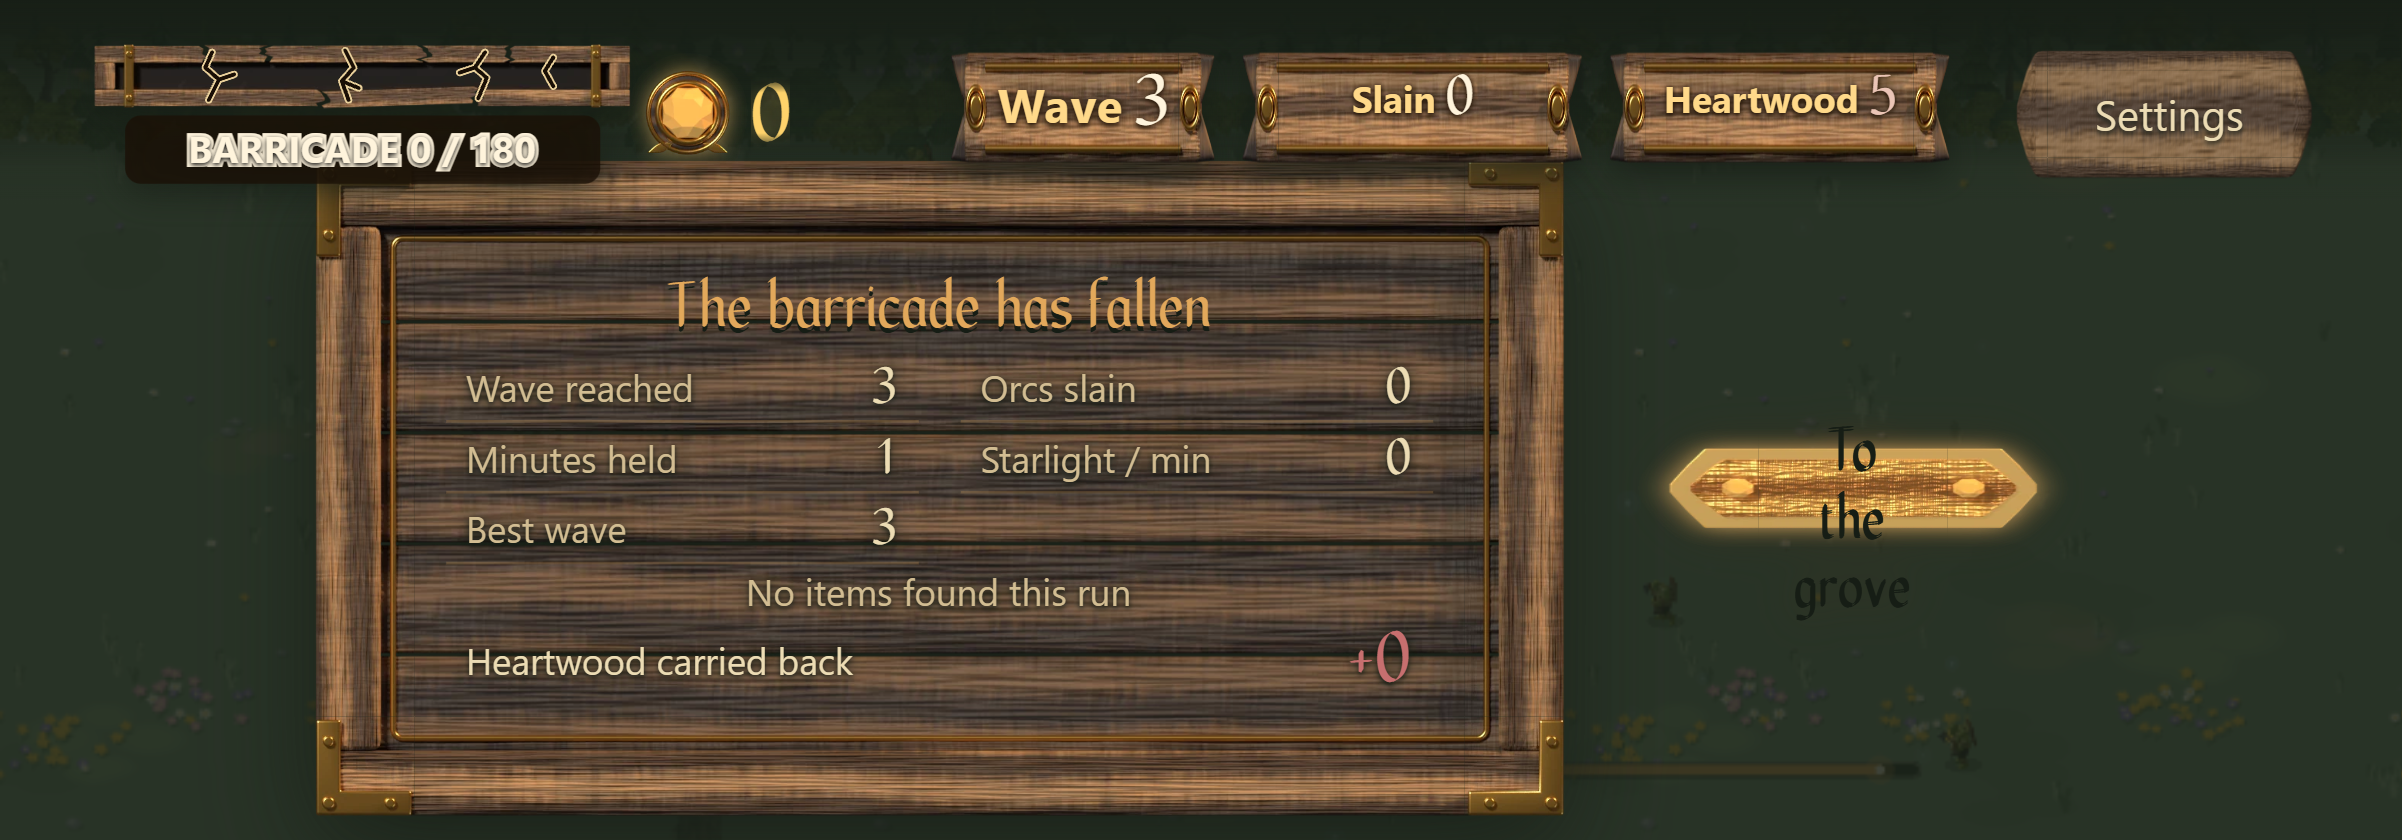 BARRICADE 0 / 180
0
Wave 3
Slain 0
Heartwood 5
Settings
The barricade has fallen
Wave reached 3
Orcs slain 0
Minutes held 1
Starlight / min 0
Best wave 3
No items found this run
Heartwood carried back +0
To
the
grove